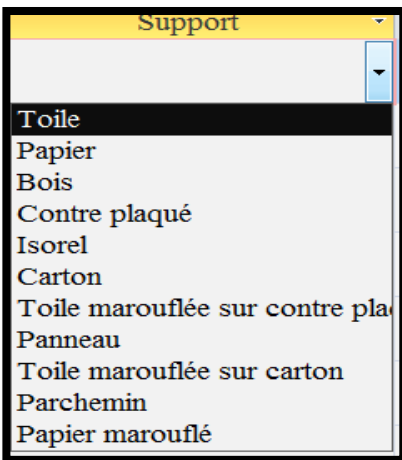 Support
Toile
Papier
Bois
Contre plaqué
Isorel
Carton
Toile marouflée sur contre
Panneau
Toile marouflée sur carton
Parchemin
Papier marouflé